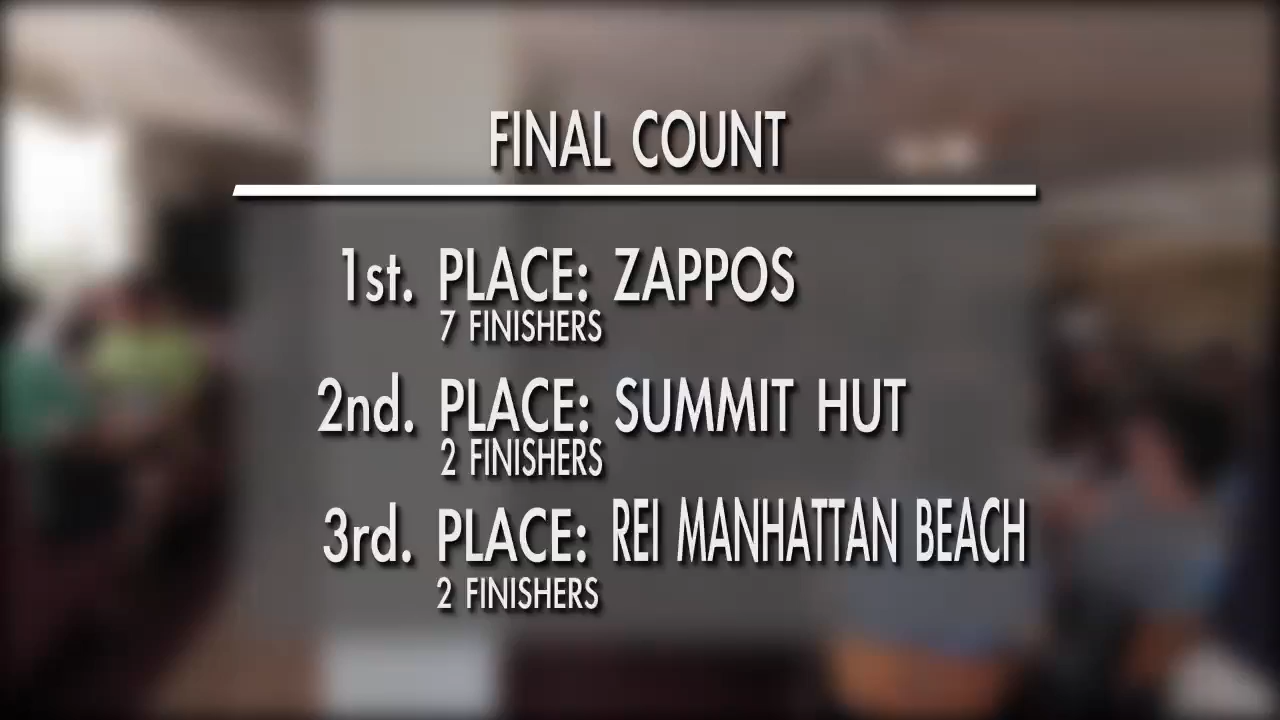 FINAL COUNT
1st. PLACE: ZAPPOS
7 FINISHERS
2nd. PLACE: SUMMIT HUT
2 FINISHERS
3rd. PLACE: REI MANHATTAN BEACH
2 FINISHERS